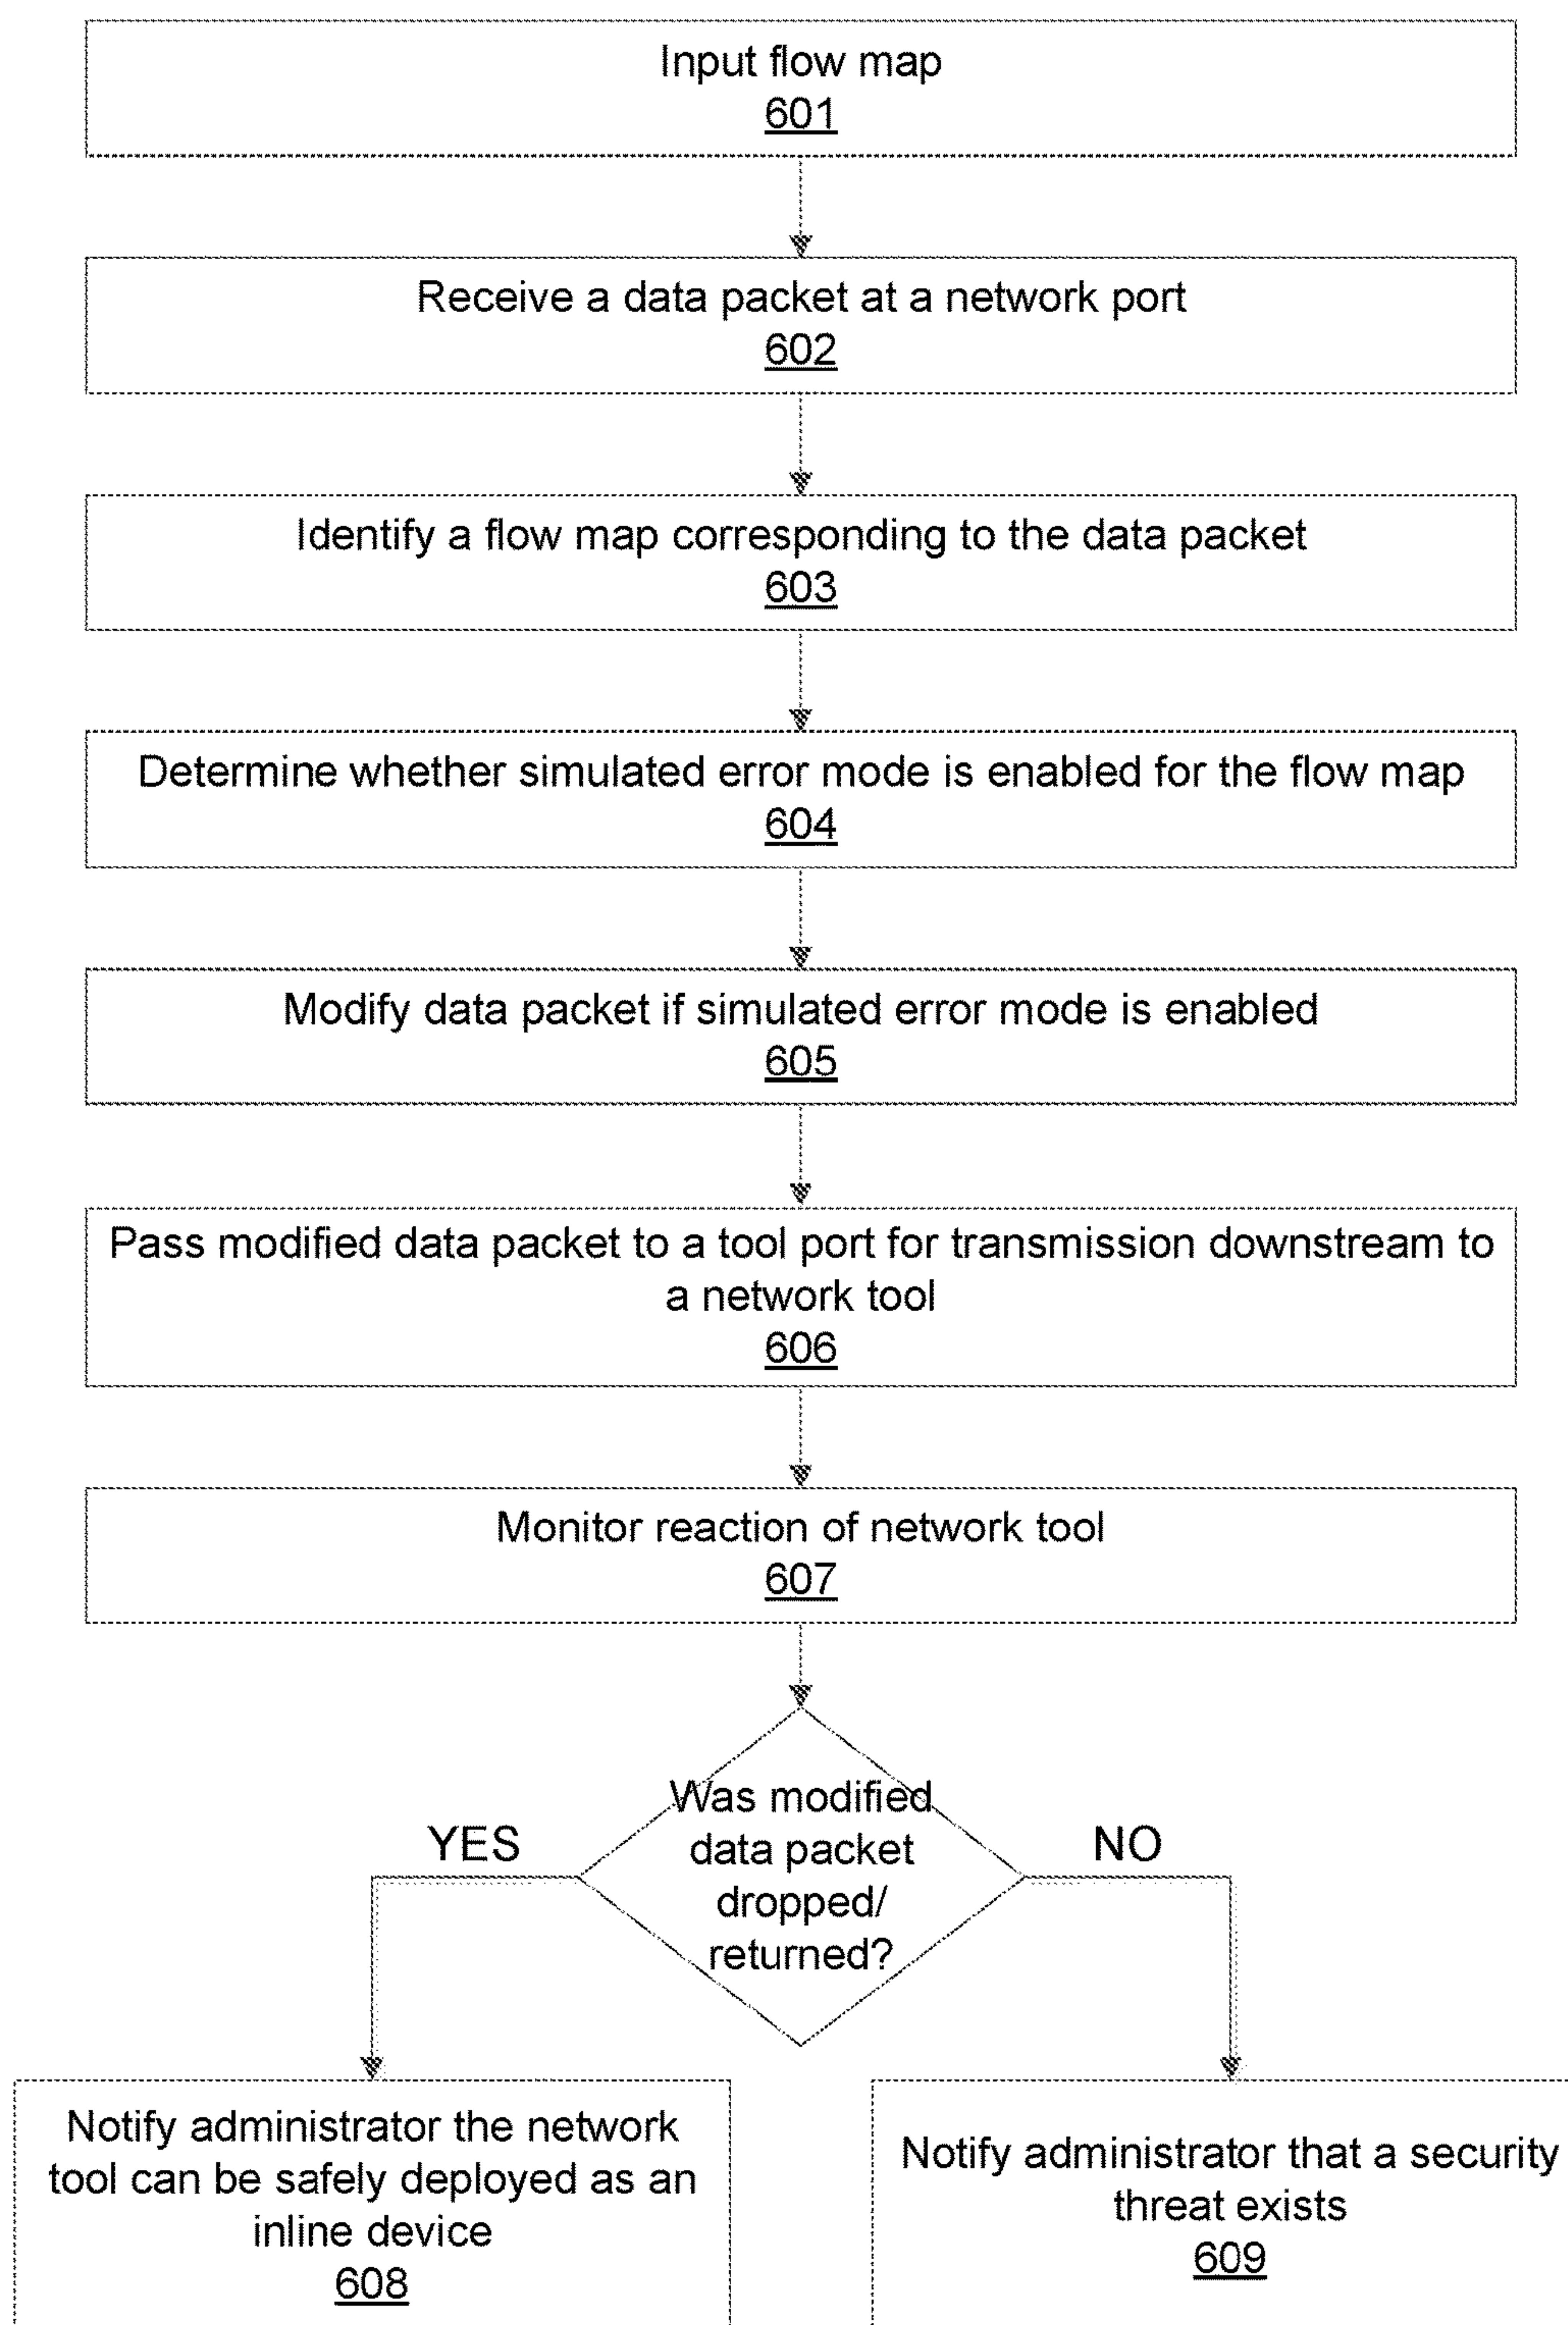 Input flow map
601
Receive a data packet at a network port
602
Identify a flow map corresponding to the data packet
603
Determine whether simulated error mode is enabled for the flow map
604
Modify data packet if simulated error mode is enabled
605
Pass modified data packet to a tool port for transmission downstream to
a network tool
606
Monitor reaction of network tool
607
Was modified
data packet
dropped/
returned?
YES
NO
Notify administrator the network
tool can be safely deployed as an
inline device
608
Notify administrator that a security
threat exists
609